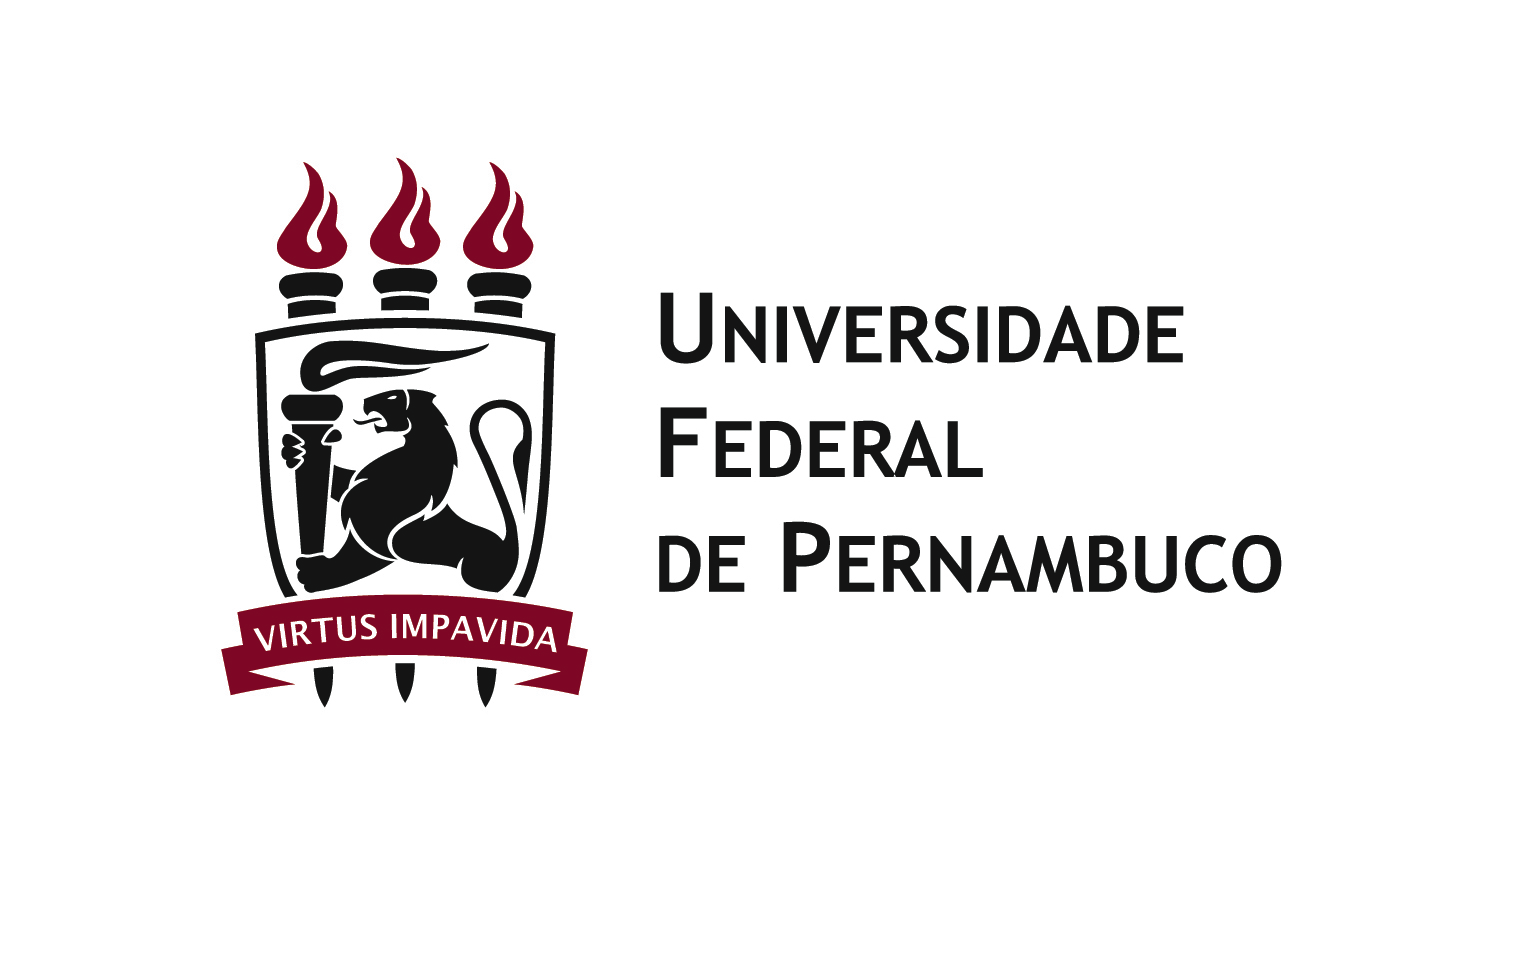 VIRTUS IMPAVIDA
UNIVERSIDADE
FEDERAL
DE PERNAMBUCO